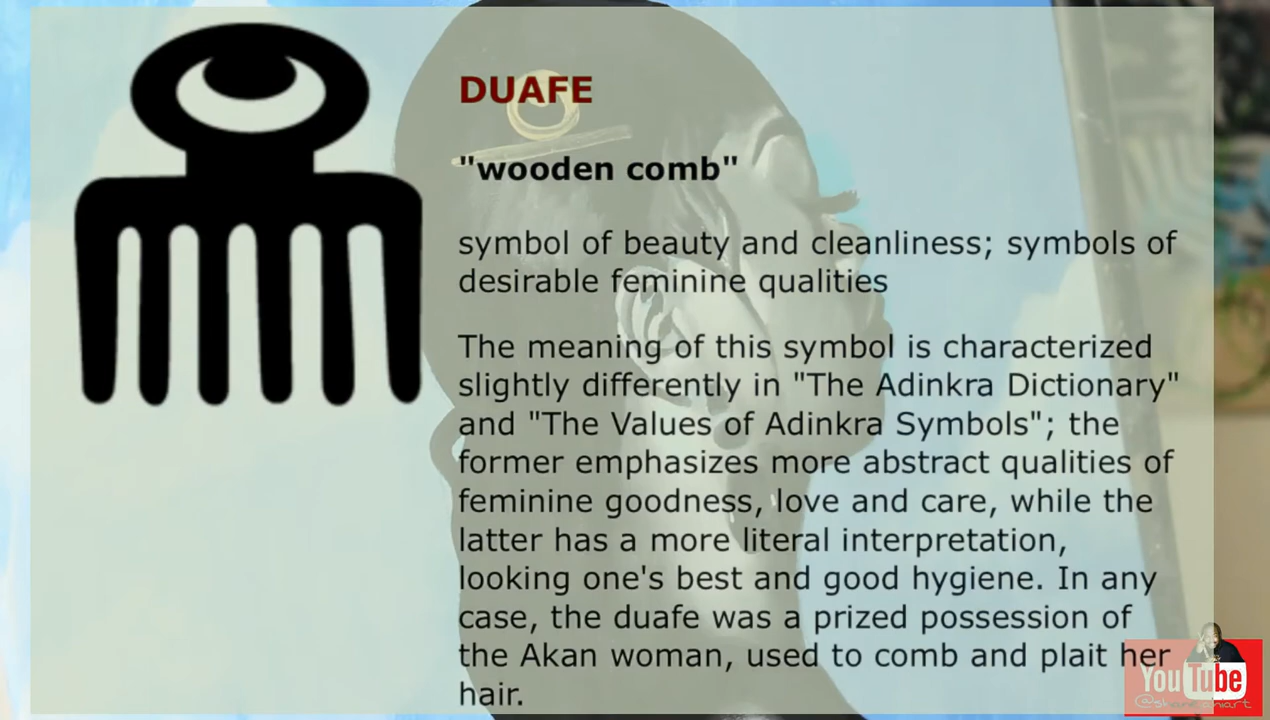 DUAFE
"wooden comb"
symbol of beauty and cleanliness; symbols of
desirable feminine qualities
The meaning of this symbol is characterized
slightly differently in "The Adinkra Dictionary"
and "The Values of Adinkra Symbols"; the
former emphasizes more abstract qualities of
feminine goodness, love and care, while the
latter has a more literal interpretation,
looking one's best and good hygiene. In any
case, the duafe was a prized possession of
the Akan woman, used to comb and plait her
hair.
YouTube